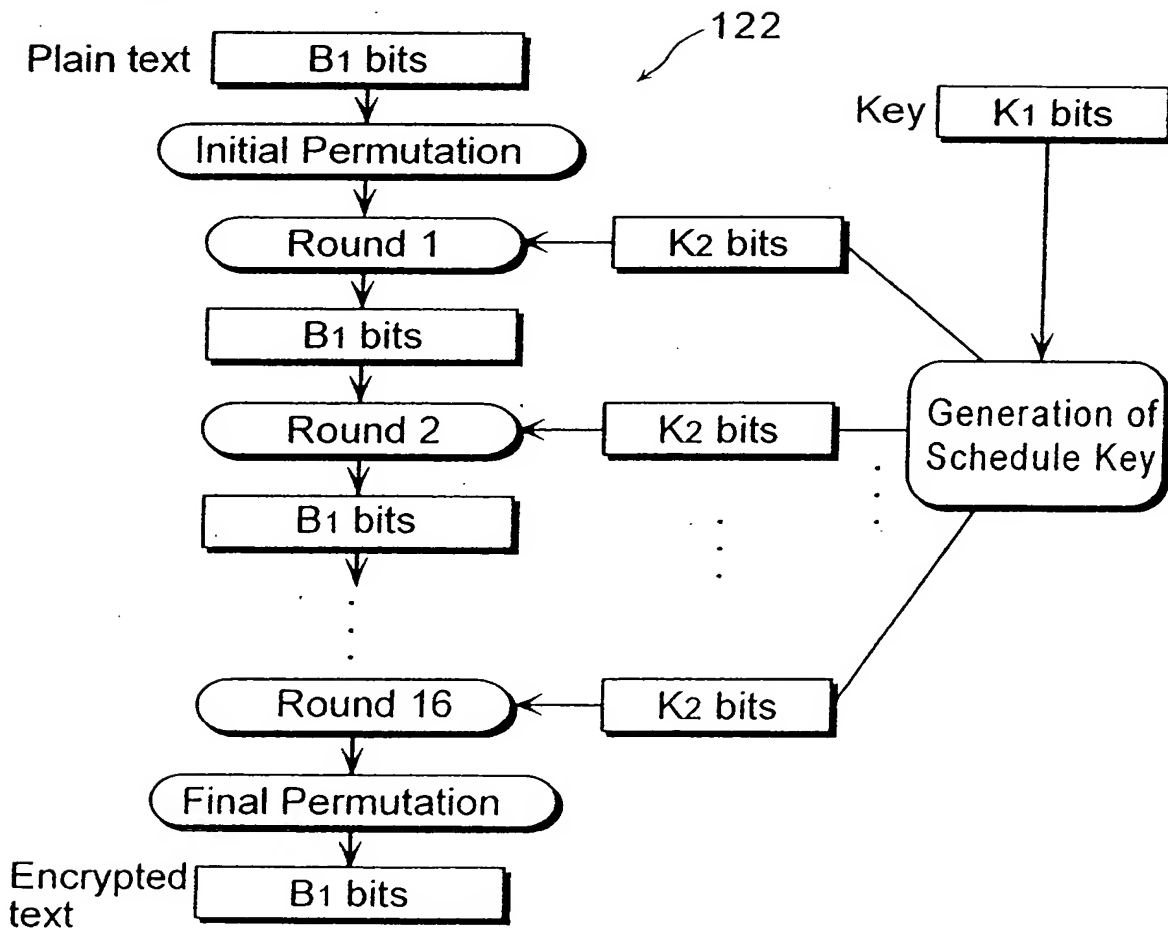 122
Plain text
B1 bits
Key
K1 bits
Initial Permutation
Round 1
K2 bits
B1 bits
Round 2
K2 bits
Generation of
Schedule Key
B1 bits
Round 16
K2 bits
Final Permutation
Encrypted
text
B1 bits